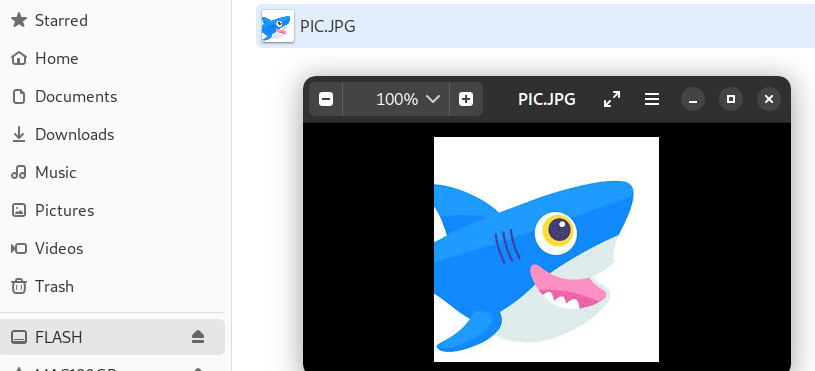 Starred
PIC.JPG
Home
Documents
100%
PIC.JPG
Downloads
Music
Pictures
Videos
Trash
FLASH